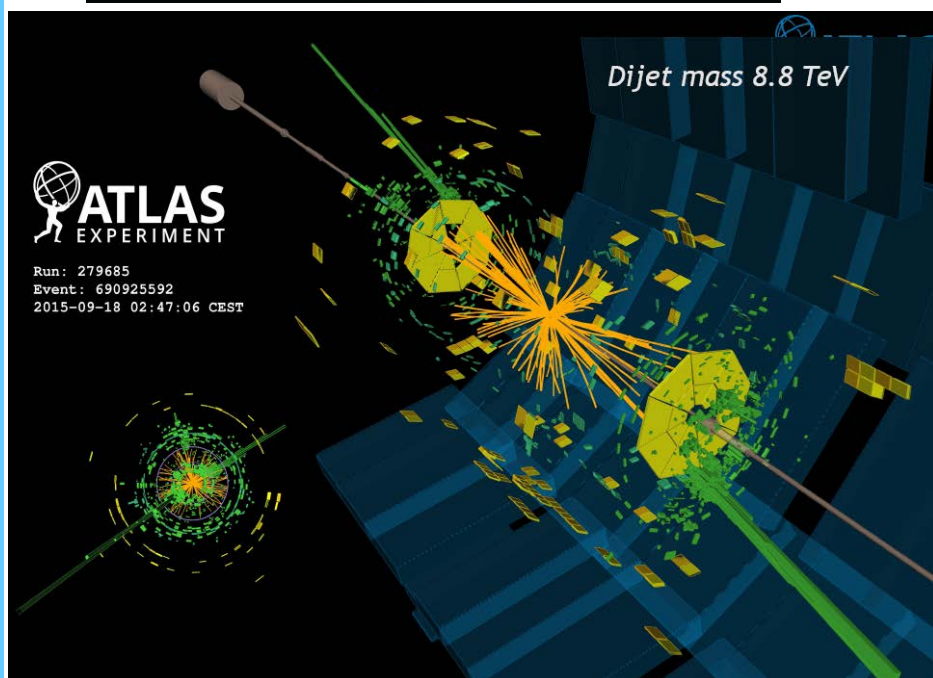 Dijet mass 8.8 TeV
ATLAS
EXPERIMENT
Run: 279685
Event: 690925592
2015-09-18 02:47:06 CEST